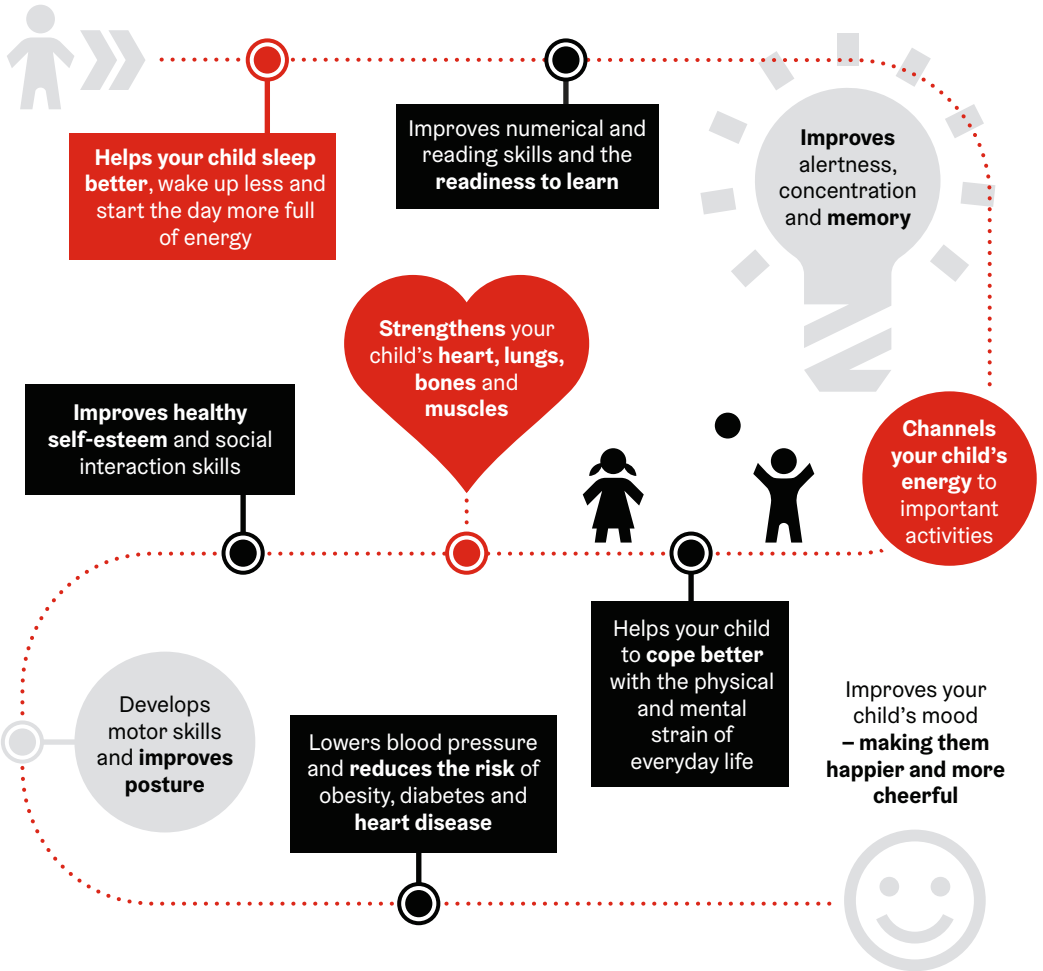 Helps your child sleep
better, wake up less and
start the day more full
of energy
Improves numerical and
reading skills and the
readiness to learn
Improves
alertness,
concentration
and memory
Channels
your child’s
energy to
important
activities
Helps your child
to cope better
with the physical
and mental
strain of
everyday life
Strengthens your
child’s heart, lungs,
bones and
muscles
Improves healthy
self-esteem and social
interaction skills
Develops
motor skills
and improves
posture
Lowers blood pressure
and reduces the risk of
obesity, diabetes and
heart disease
Improves your
child’s mood
– making them
happier and more
cheerful